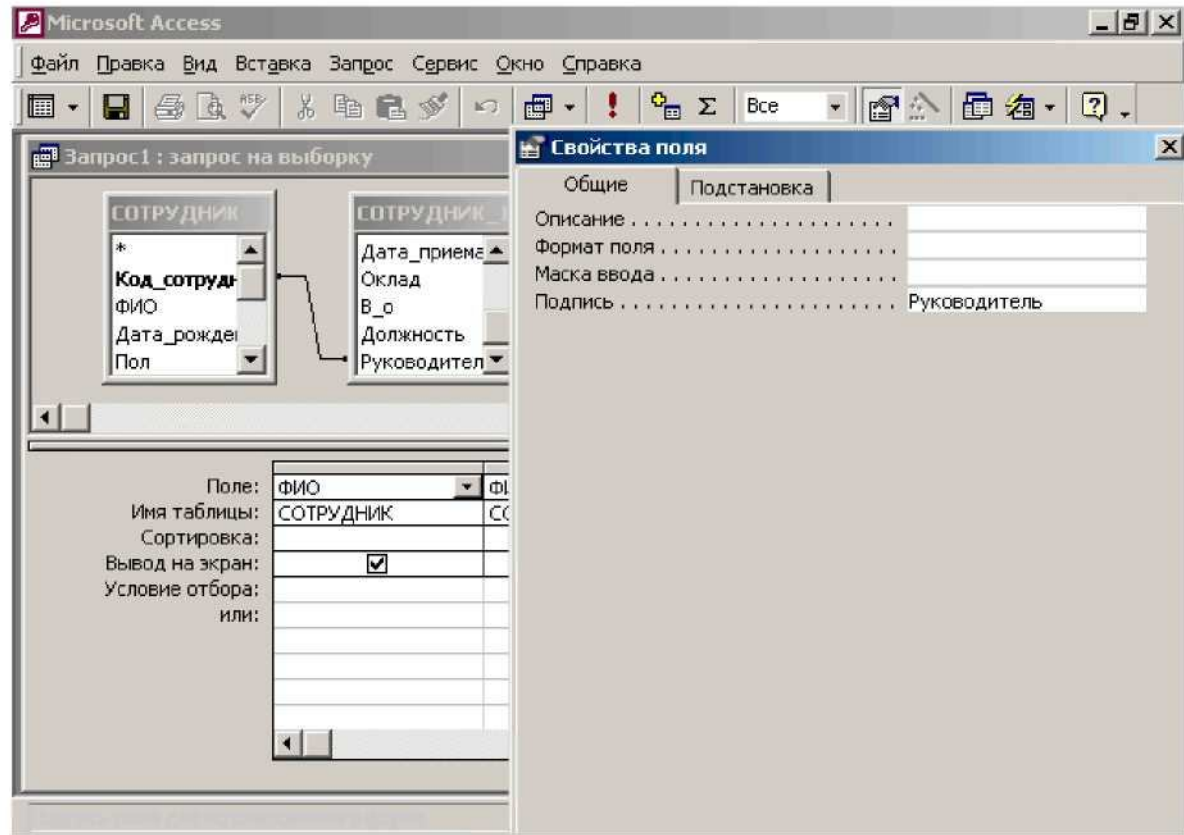 Microsoft Access
Файл Правка Вид Вставка Запрос Сервис Окно Справка
Все
Запрос1 : запрос на выборку
СОТРУДНИК
*
Код_сотрудн
ФИО
Дата_рожден
Пол
СОТРУДНИК_
Дата_приема
Оклад
В_о
Должность
Руководител
Поле: ФИО
Имя таблицы: СОТРУДНИК СО
Сортировка:
Вывод на экран:
Условие отбора:
или:
Свойства поля
Общие Подстановка
Описание
Формат поля
Маска ввода
Подпись Руководитель